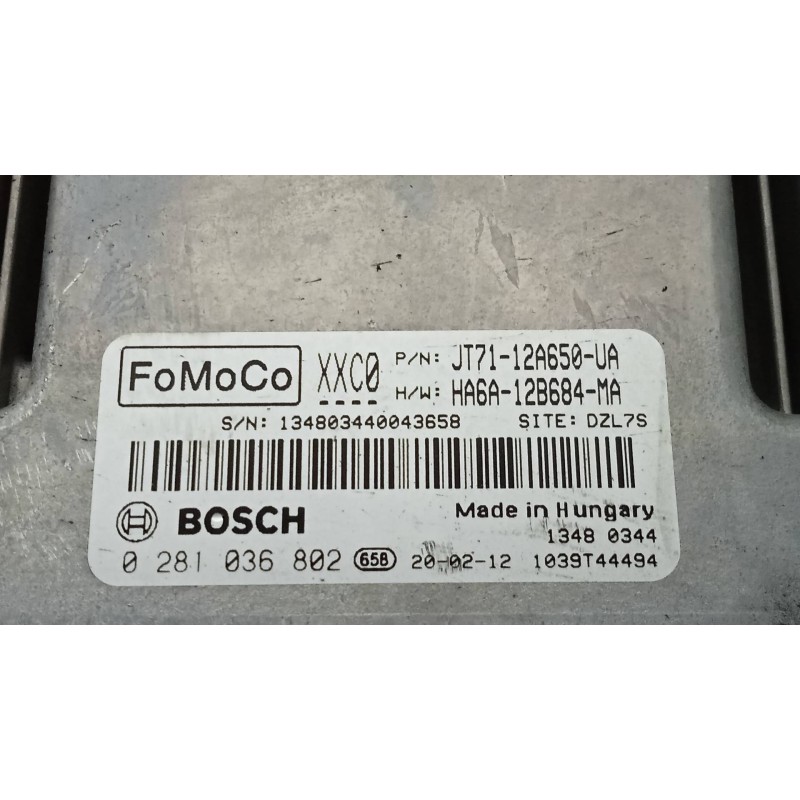 FoMoCo XXC0 P/N: JT71-12A650-UA
H/W: HA6A-12B684-MA
S/N: 134803440043658 SITE: DZL7S
BOSCH Made in Hungary
1348 0344
0 281 036 802 658 20-02-12 1039T44494